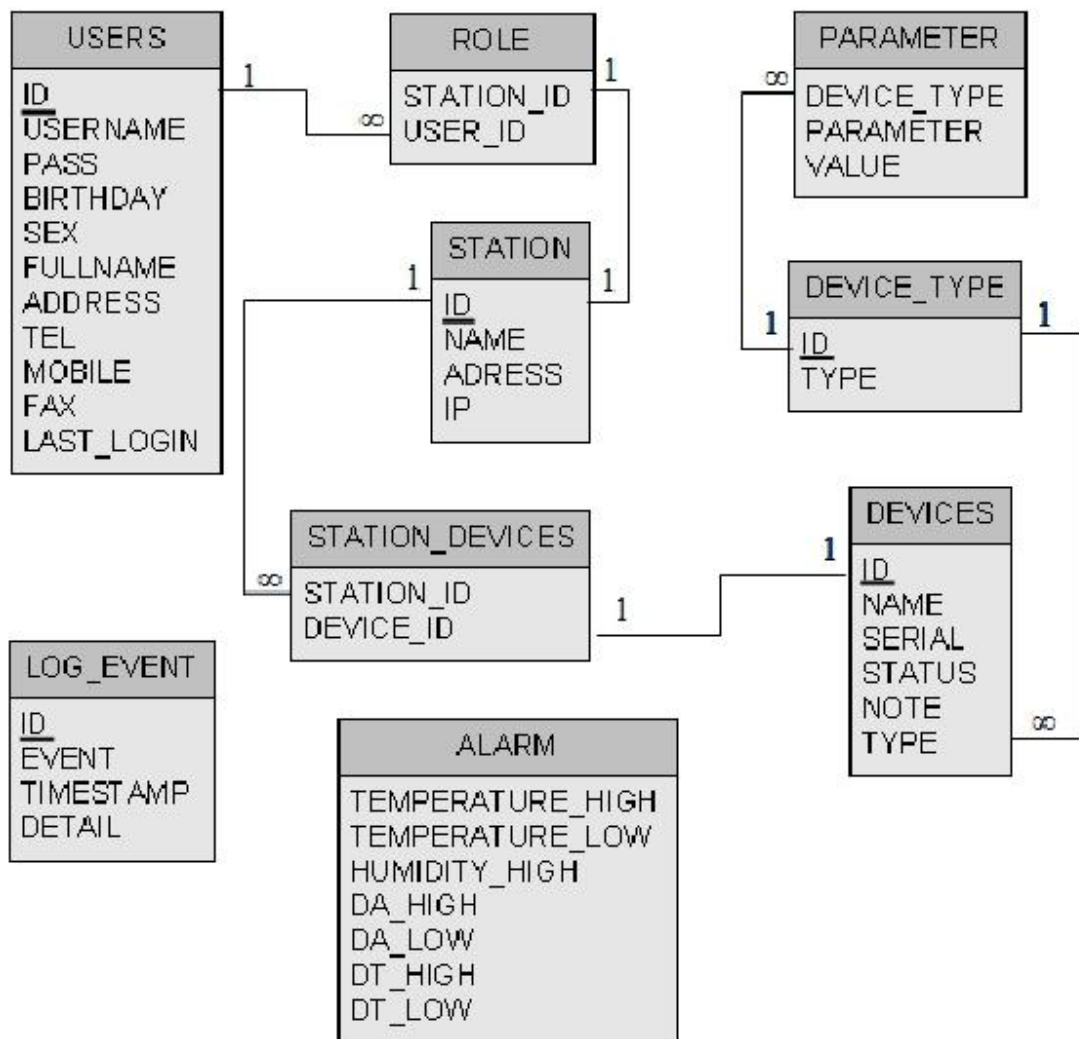 USERS
ID
USERNAME
PASS
BIRTHDAY
SEX
FULLNAME
ADDRESS
TEL
MOBILE
FAX
LAST_LOGIN
1
∞
ROLE
STATION_ID
USER_ID
1
1
STATION
ID
NAME
ADRESS
IP
1
∞
PARAMETER
DEVICE_TYPE
PARAMETER
VALUE
∞
1
DEVICE_TYPE
ID
TYPE
1
∞
STATION_DEVICES
STATION_ID
DEVICE_ID
1
1
DEVICES
ID
NAME
SERIAL
STATUS
NOTE
TYPE
LOG_EVENT
ID
EVENT
TIMESTAMP
DETAIL
ALARM
TEMPERATURE_HIGH
TEMPERATURE_LOW
HUMIDITY_HIGH
DA_HIGH
DA_LOW
DT_HIGH
DT_LOW